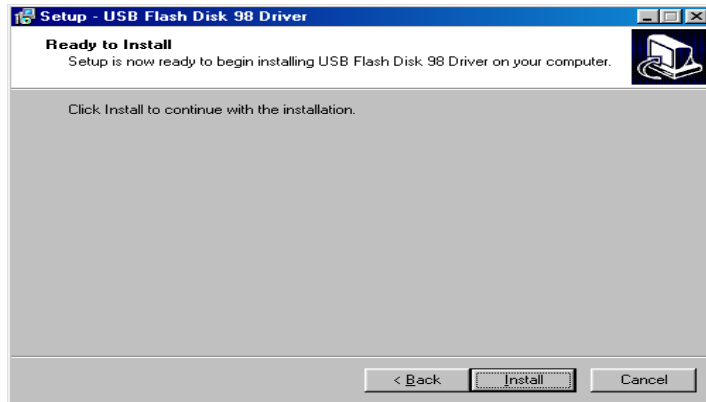 Setup - USB Flash Disk 98 Driver
Ready to Install
Setup is now ready to begin installing USB Flash Disk 98 Driver on your computer.
Click Install to continue with the installation.
< Back Install Cancel